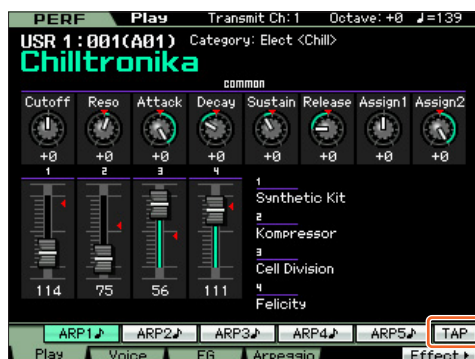 PERF Play Transmit Ch: 1 Octave: +0 ♩=139
USR 1:001(A01) Category: Elect <Chill>
Chilltronika
common
Cutoff Reso Attack Decay Sustain Release Assign1 Assign2
+0 +0 +0 +0 +0 +0 +0 +0
1 2 3 4
1
Synthetic Kit
2
Kompressor
3
Cell Division
4
Felicity
114 75 56 111
ARP1♪ ARP2♪ ARP3♪ ARP4♪ ARP5♪ TAP
Play Voice EG Arpeggio Effect